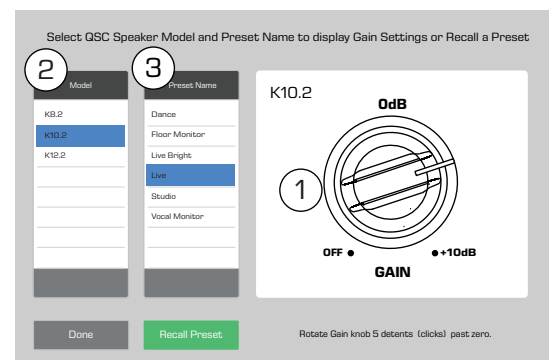 Select QSC Speaker Model and Preset Name to display Gain Settings or Recall a Preset
2
3
Model
Preset Name
K8.2
K10.2
K12.2
Dance
Floor Monitor
Live Bright
Live
Studio
Vocal Monitor
K10.2
0dB
1
OFF
+10dB
GAIN
Done
Recall Preset
Rotate Gain knob 5 detents (clicks) past zero.